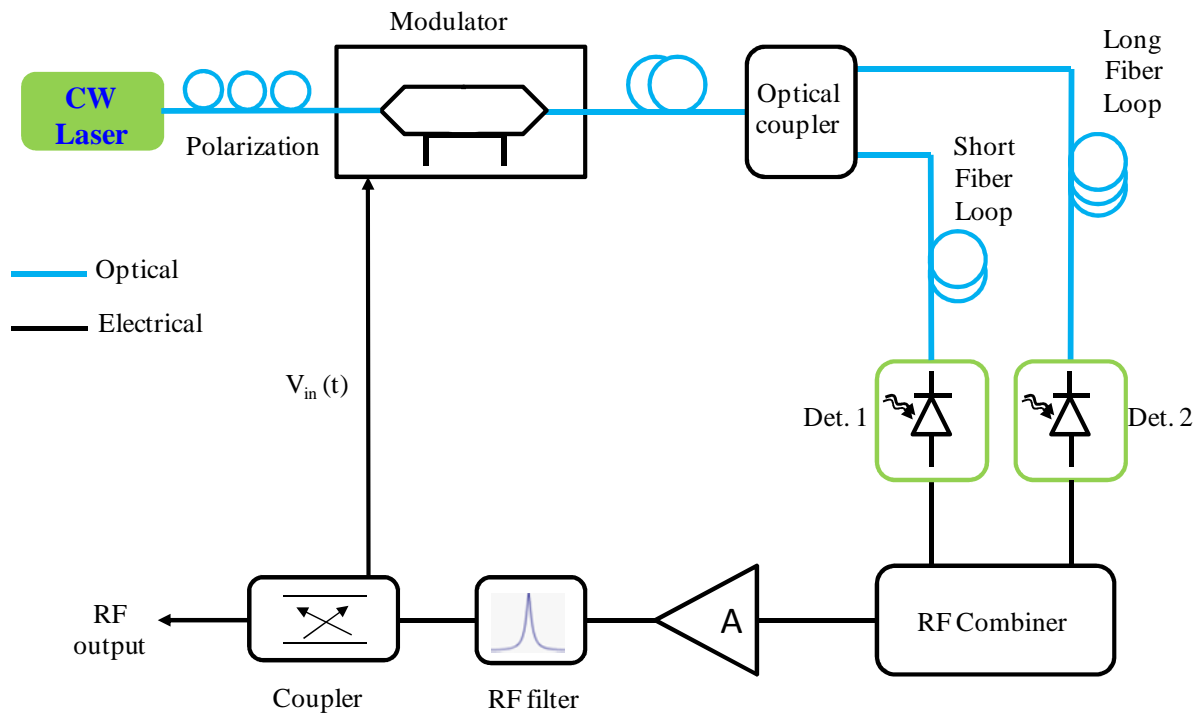 Modulator
CW
Laser
Polarization
Optical
coupler
Long
Fiber
Loop
Short
Fiber
Loop
Optical
Electrical
V_in (t)
Det. 1
Det. 2
RF
output
Coupler
RF filter
A
RF Combiner